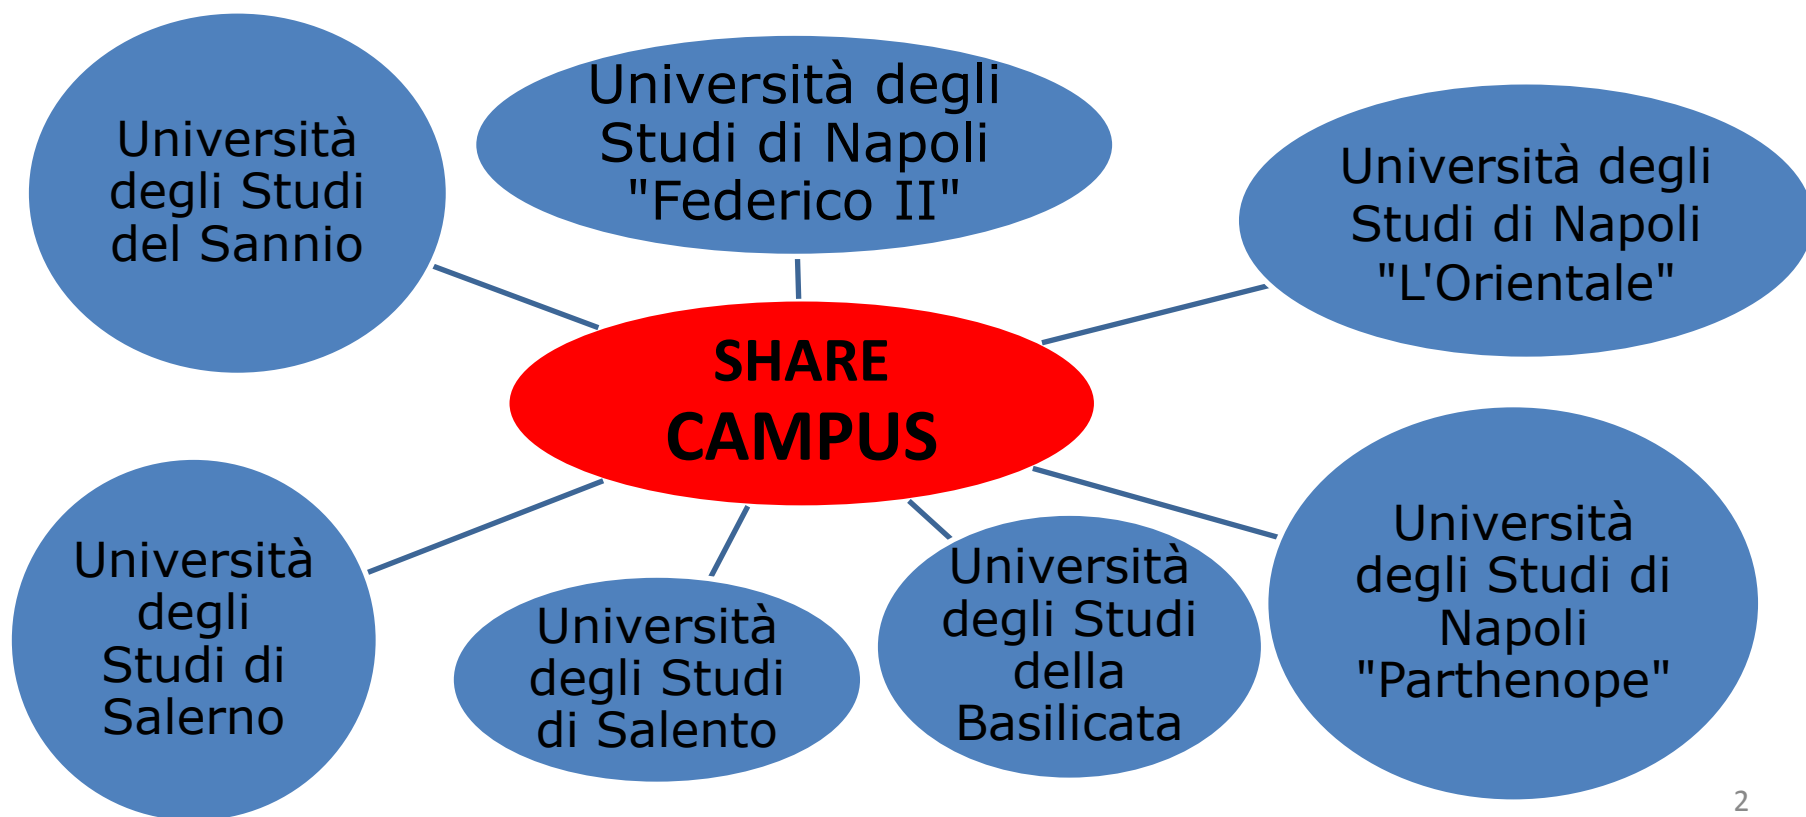 Università
degli Studi
del Sannio
Università degli
Studi di Napoli
"Federico II"
Università degli
Studi di Napoli
"L'Orientale"
SHARE
CAMPUS
Università
degli
Studi di
Salerno
Università
degli Studi
di Salento
Università
degli Studi
della
Basilicata
Università
degli Studi di
Napoli
"Parthenope"
2